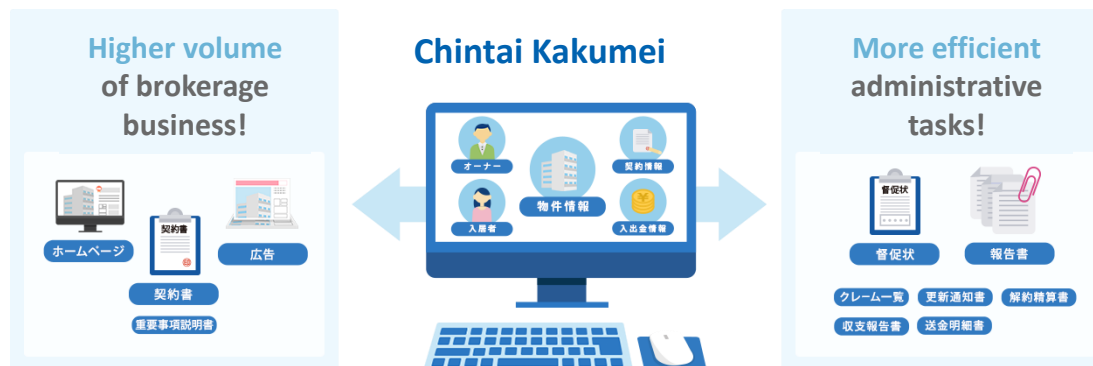 Higher volume
of brokerage
business!
契約書
ホームページ
広告
契約書
重要事項説明書
Chintai Kakumei
オーナー
契約情報
物件情報
入居者
入出金情報
More efficient
administrative
tasks!
督促状
督促状
報告書
クレーム一覧
更新通知書
解約精算書
収支報告書
送金明細書